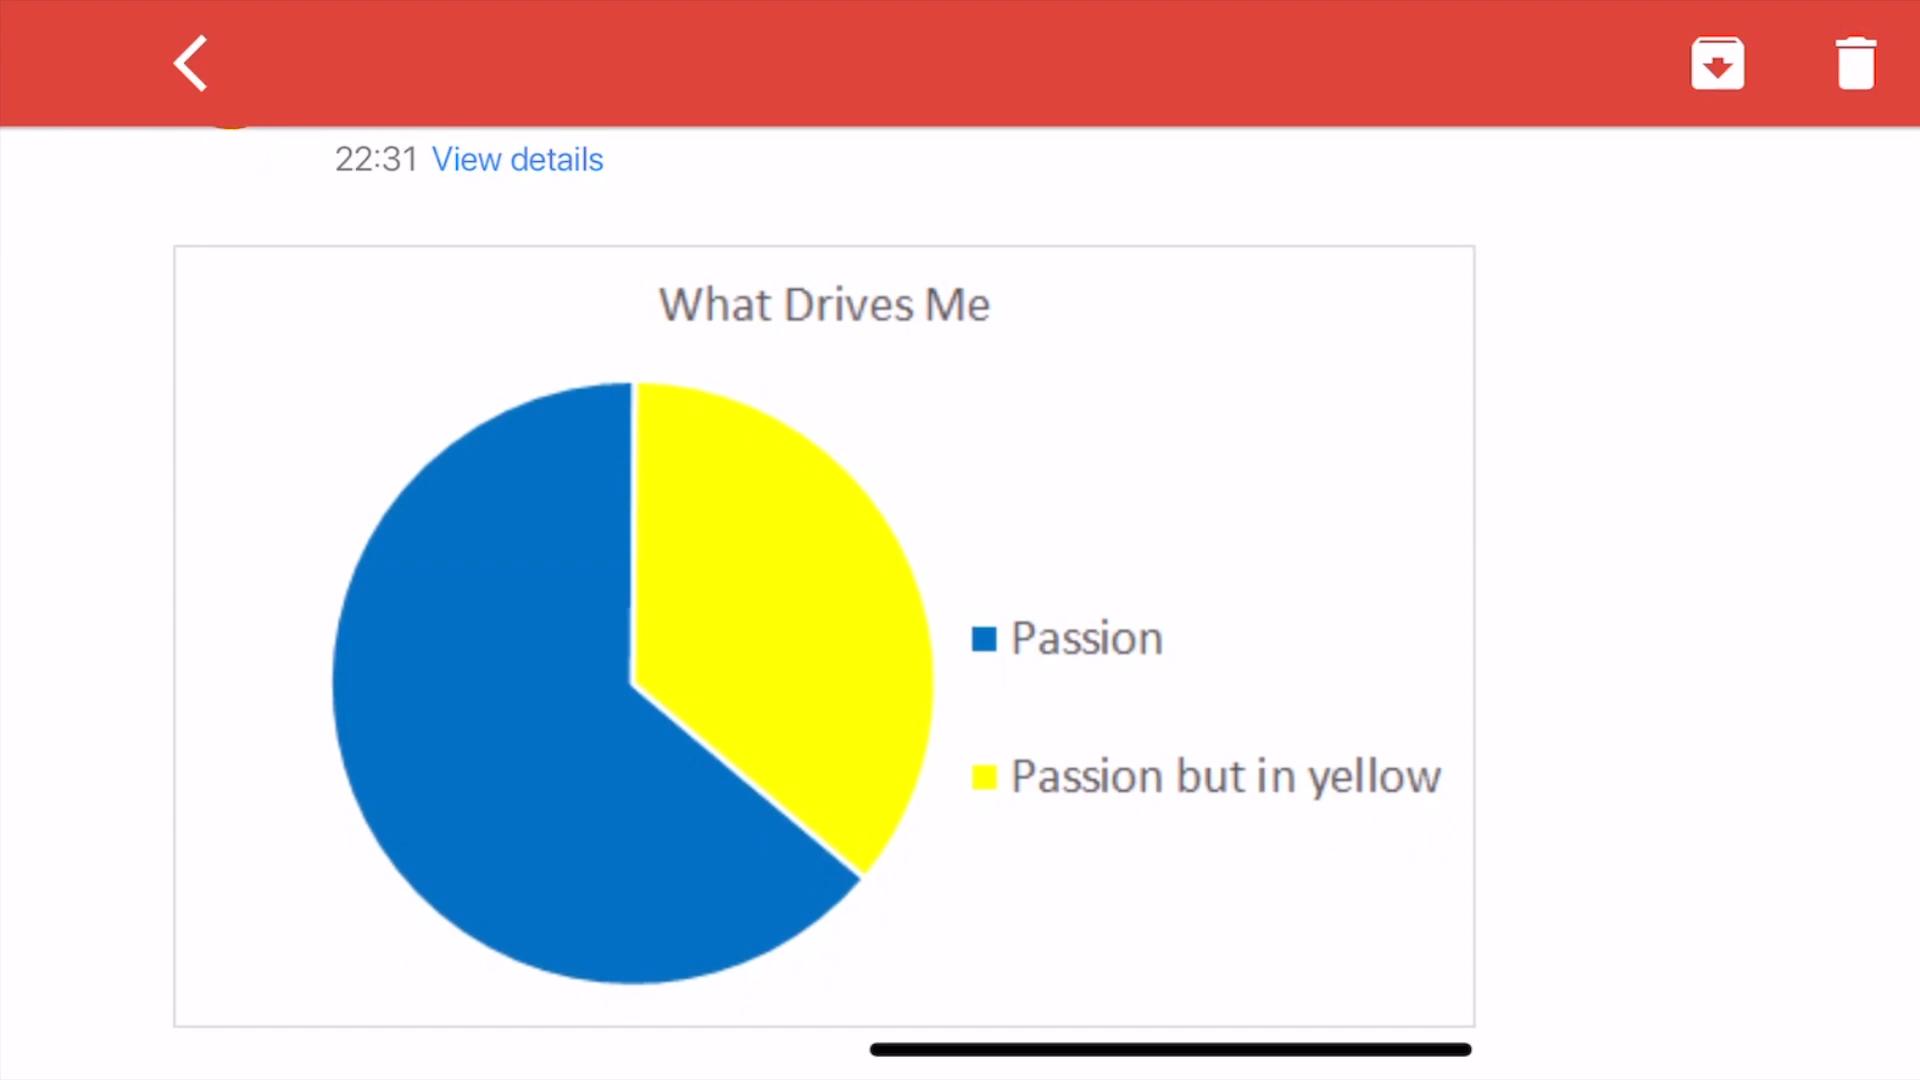 22:31 View details
What Drives Me
Passion
Passion but in yellow